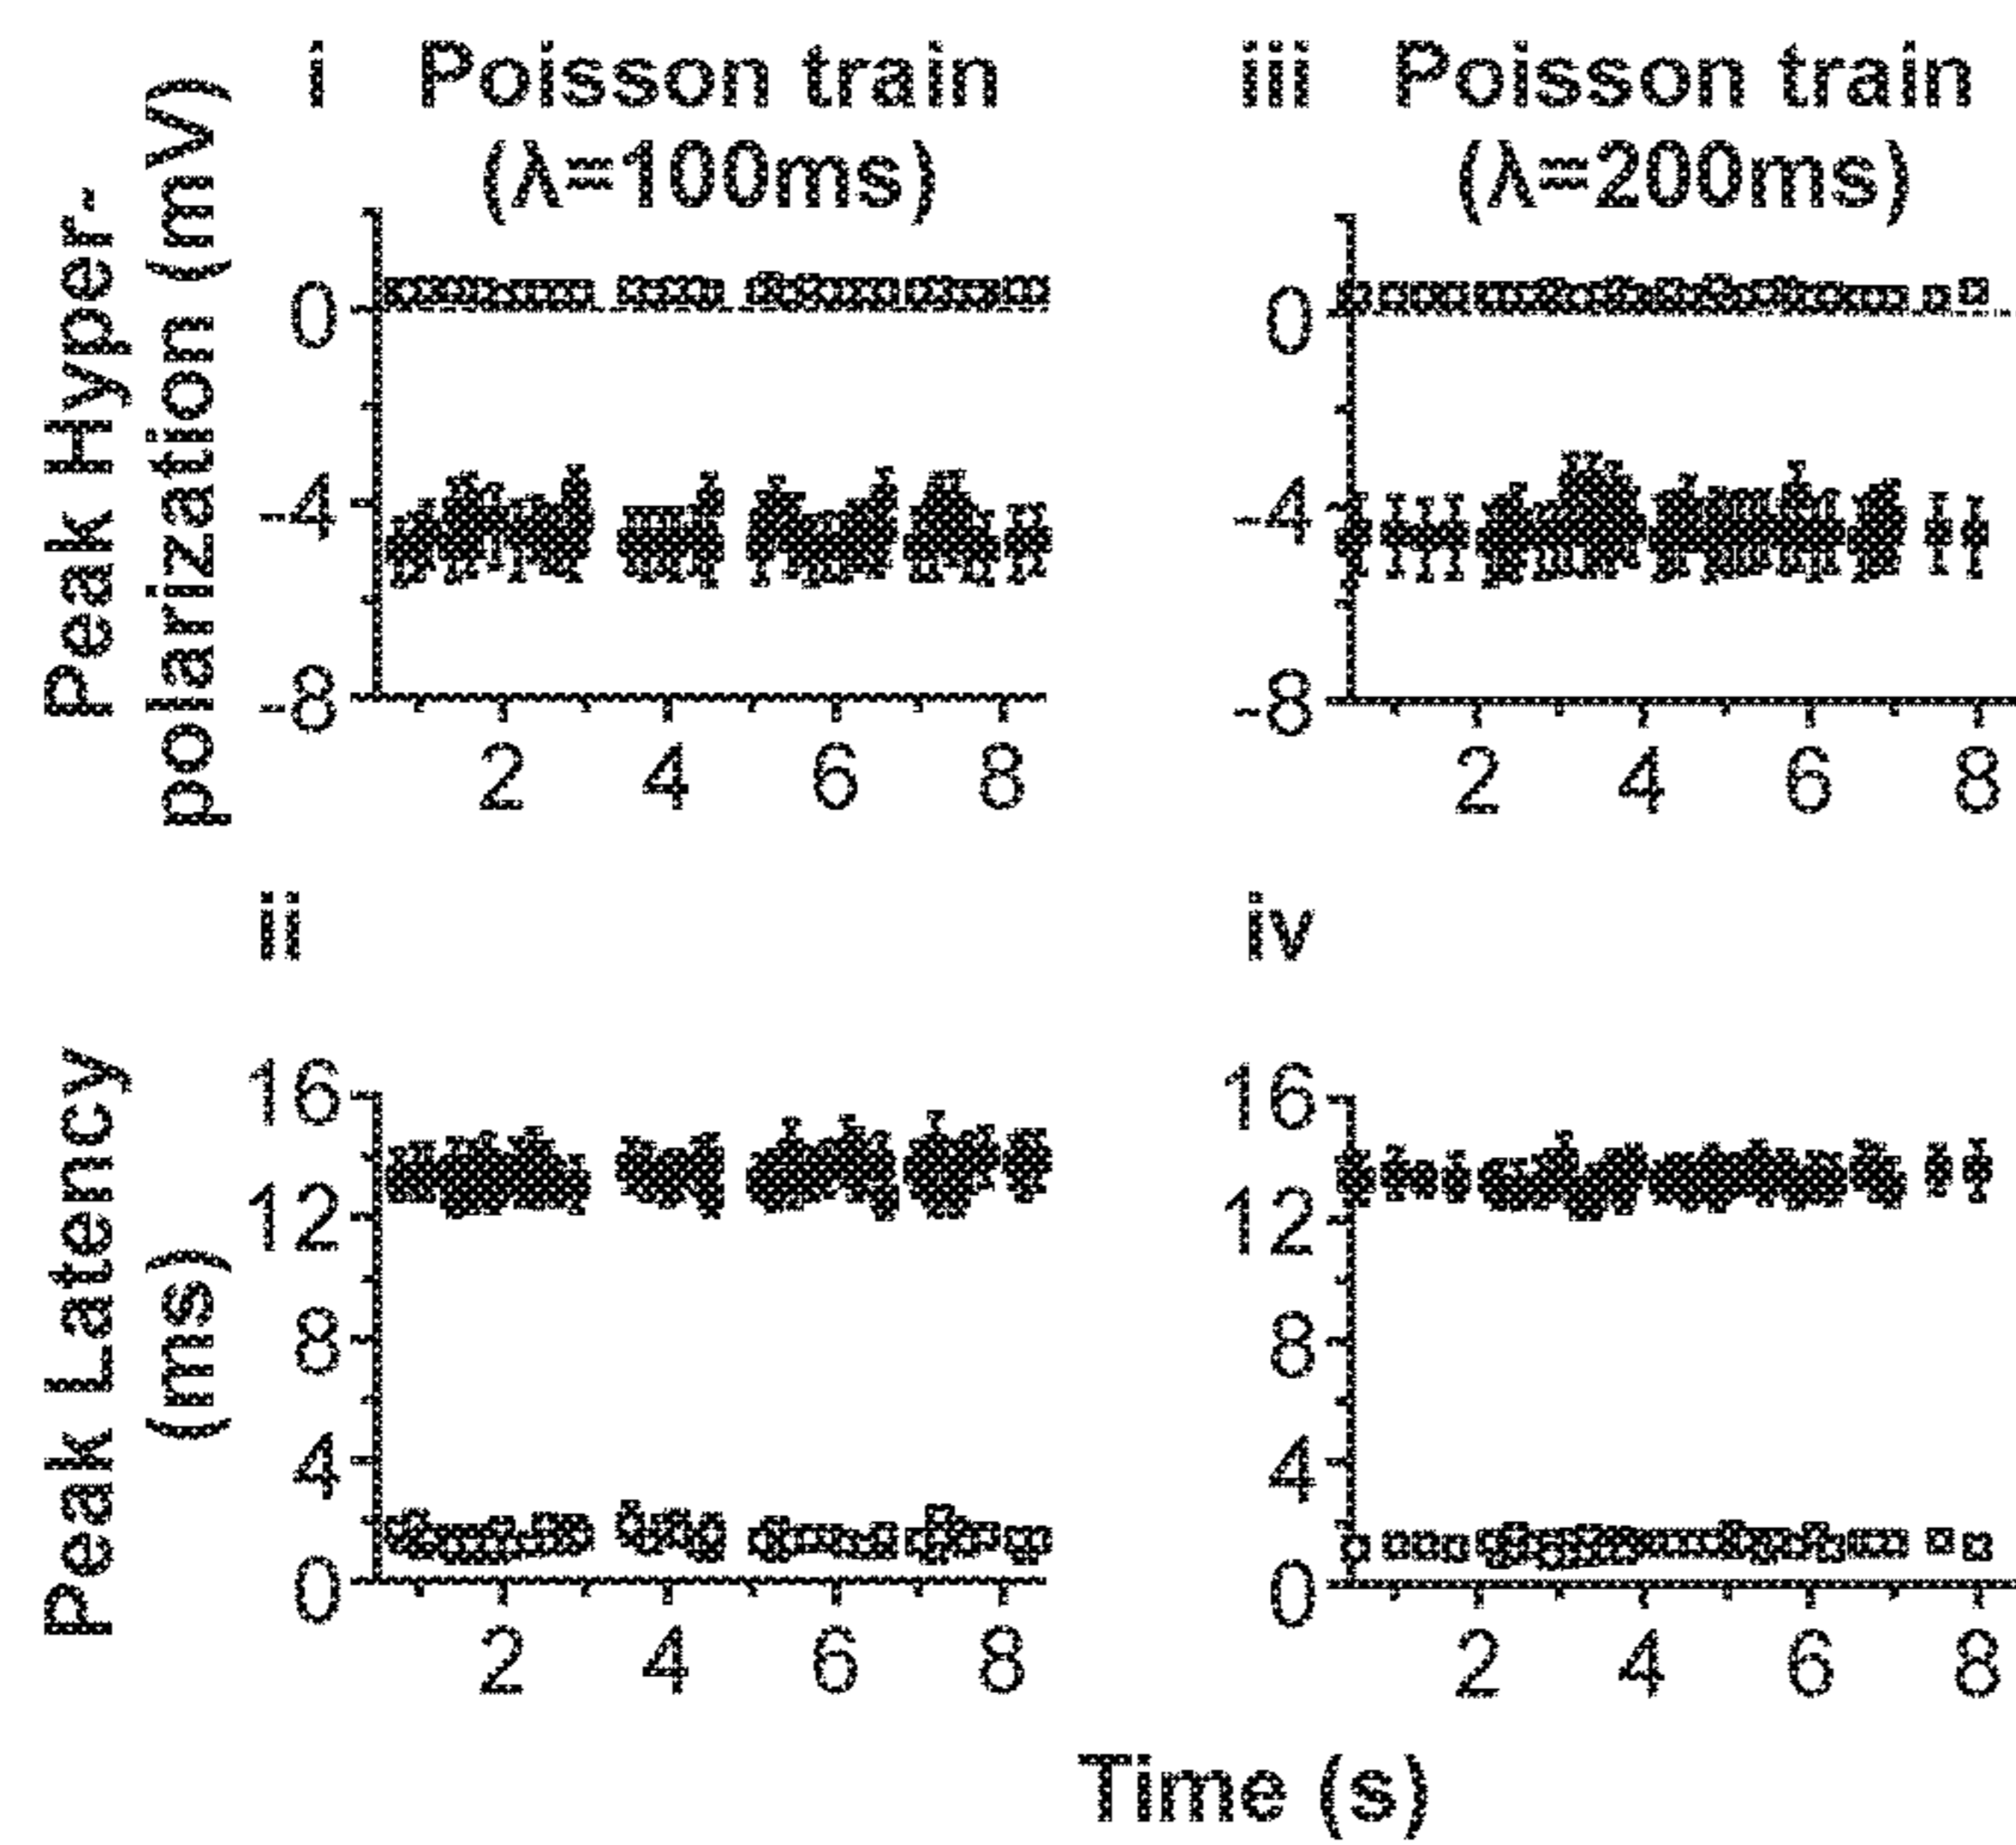 i Poisson train
(λ=100ms)
iii Poisson train
(λ=200ms)
Peak Hyper-
polarization (mV)
0
-4
-8
2 4 6 8
0
-4
-8
2 4 6 8
ii
iv
Peak Latency
(ms)
16
12
8
4
0
2 4 6 8
16
12
8
4
0
2 4 6 8
Time (s)